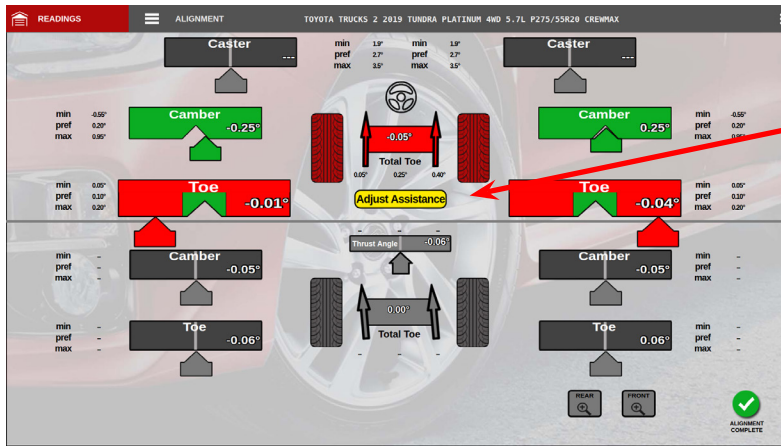 READINGS
ALIGNMENT
TOYOTA TRUCKS 2 2019 TUNDRA PLATINUM 4WD 5.7L P275/55R20 CREWMAX
Caster
---
min 1.9° min 1.9°
pref 2.7° pref 2.7°
max 3.5° max 3.5°
Caster
---
min -0.55°
pref 0.20°
max 0.95°
Camber
-0.25°
-0.05°
Total Toe
0.05° 0.25° 0.40°
Camber
0.25°
min -0.55°
pref 0.20°
max 0.95°
min 0.05°
pref 0.10°
max 0.20°
Toe
-0.01°
Adjust Assistance
Toe
-0.04°
min 0.05°
pref 0.10°
max 0.20°
min -
pref -
max -
Camber
-0.05°
- - -
Thrust Angle -0.06°
Camber
-0.05°
min -
pref -
max -
min -
pref -
max -
Toe
-0.06°
0.00°
Total Toe
- - -
Toe
0.06°
min -
pref -
max -
REAR
FRONT
ALIGNMENT
COMPLETE